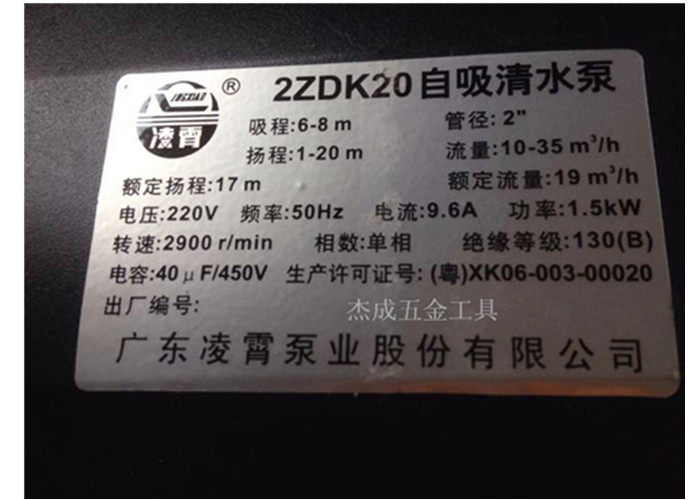 LINGXIAO
凌霄
®
2ZDK20自吸清水泵
吸程:6-8 m 管径: 2"
扬程:1-20 m 流量:10-35 m³/h
额定扬程:17 m 额定流量:19 m³/h
电压:220V 频率:50Hz 电流:9.6A 功率:1.5kW
转速:2900 r/min 相数:单相 绝缘等级:130(B)
电容:40μF/450V 生产许可证号: (粤)XK06-003-00020
出厂编号:
杰成五金工具
广东凌霄泵业股份有限公司